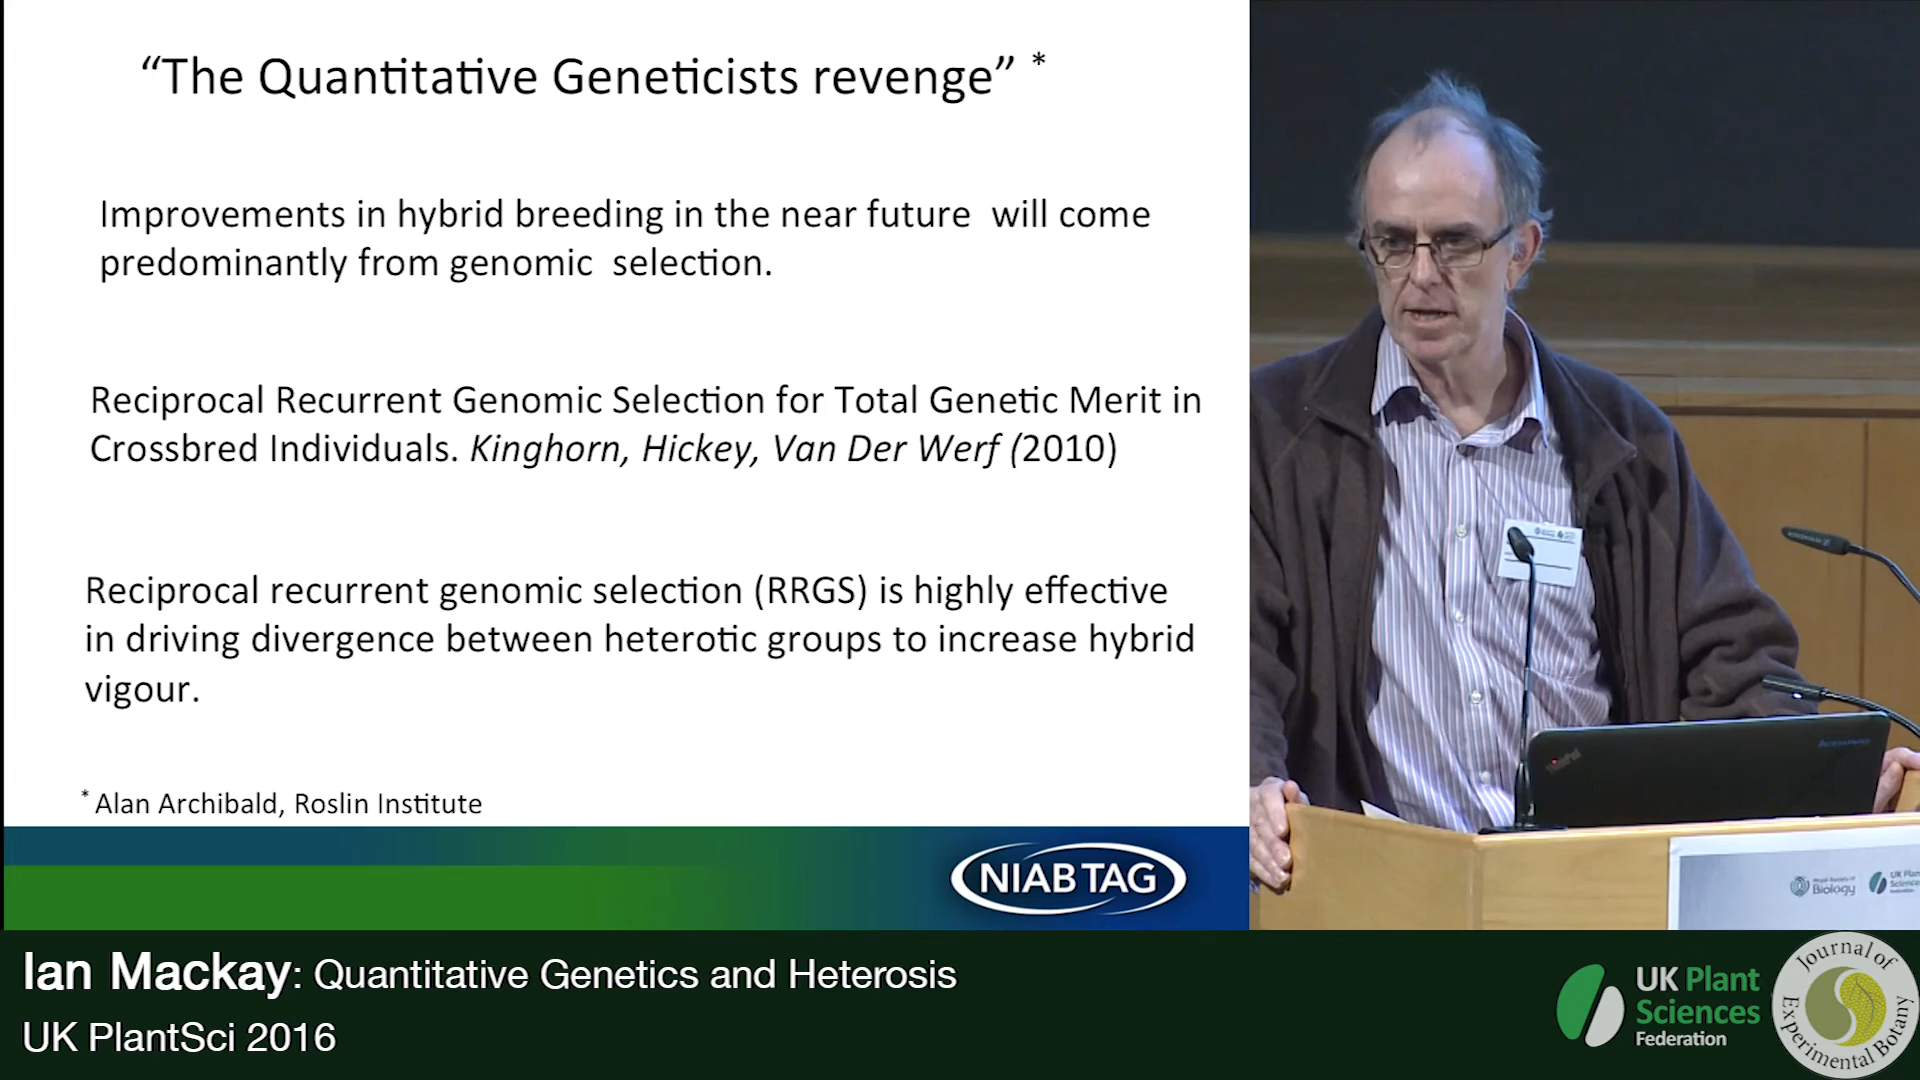 “The Quantitative Geneticists revenge” *
Improvements in hybrid breeding in the near future will come
predominantly from genomic selection.
Reciprocal Recurrent Genomic Selection for Total Genetic Merit in
Crossbred Individuals. Kinghorn, Hickey, Van Der Werf (2010)
Reciprocal recurrent genomic selection (RRGS) is highly effective
in driving divergence between heterotic groups to increase hybrid
vigour.
* Alan Archibald, Roslin Institute
NIAB TAG
ThinkPad
Biology
UK Plant
Federation
Ian Mackay: Quantitative Genetics and Heterosis
UK PlantSci 2016
UK Plant
Sciences
Federation
Journal of
Experimental Botany